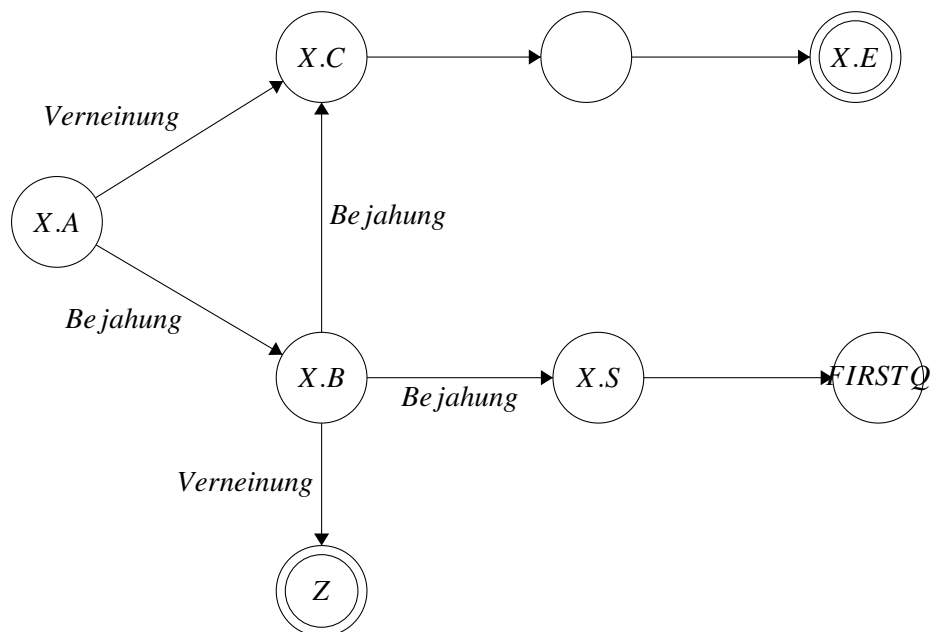 X.C
X.E
Verneinung
X.A
Bejahung
Bejahung
X.B
Bejahung
X.S
FIRSTQ
Verneinung
Z